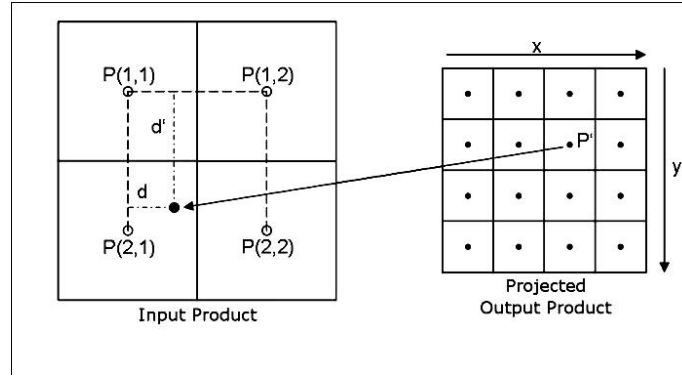 P(1,1) P(1,2)
d'
d
P(2,1) P(2,2)
Input Product
x
P'
y
Projected
Output Product